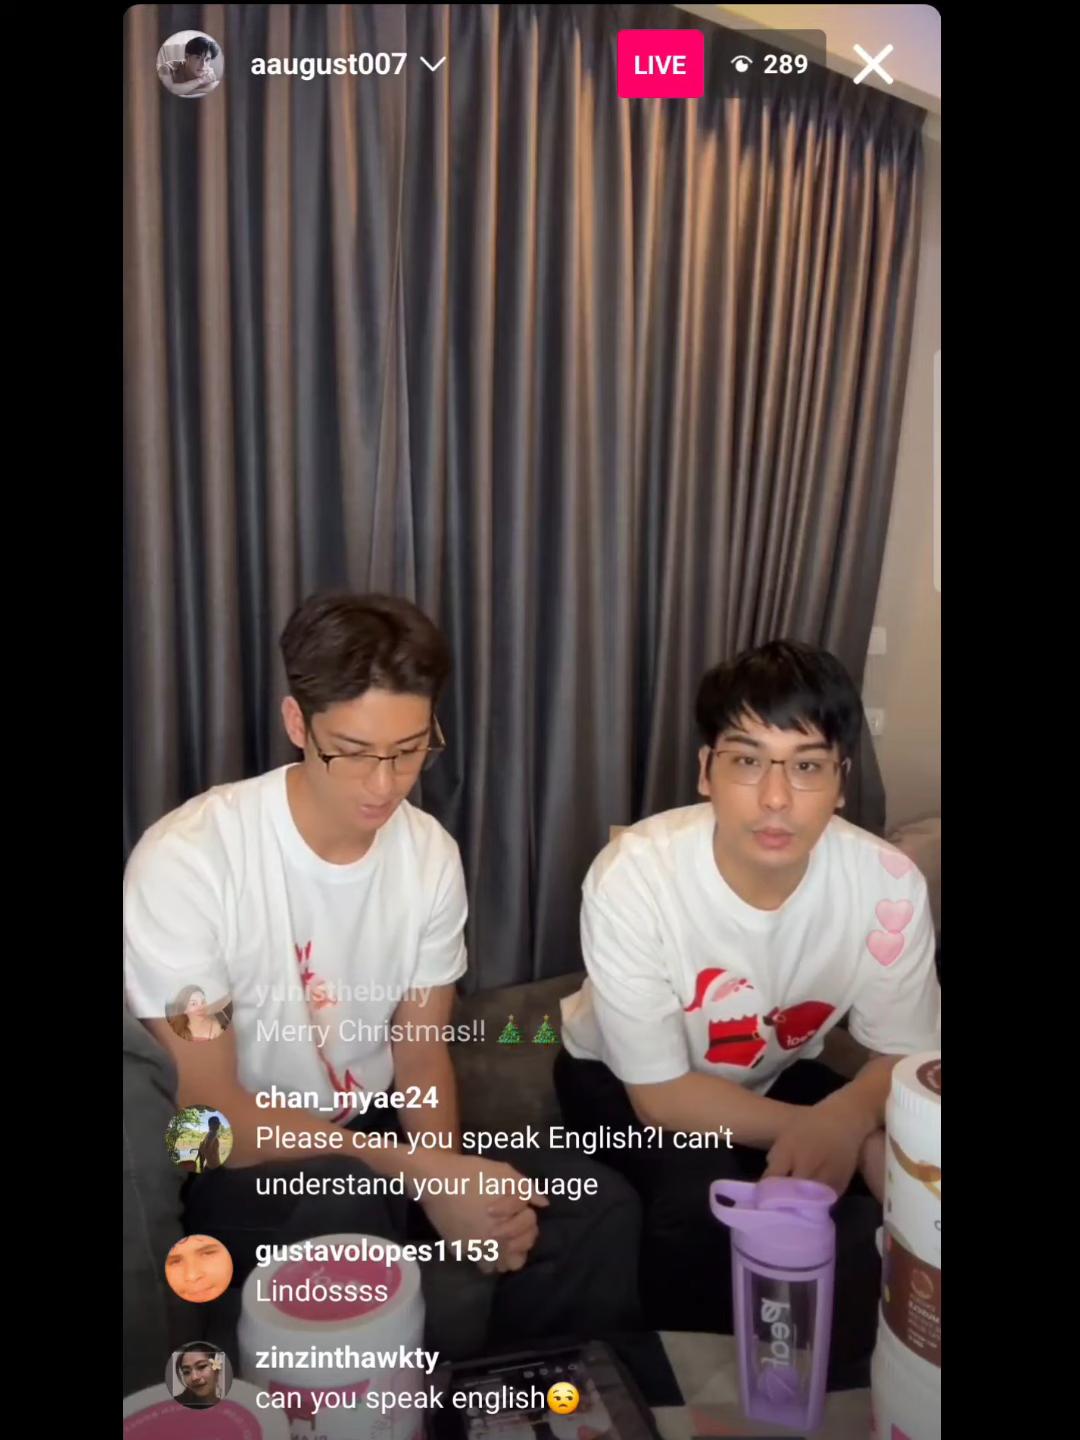 aaugust007
LIVE
289
yunisthebully
Merry Christmas!! 🎄🎄
chan_myae24
Please can you speak English?I can't
understand your language
gustavolopes1153
Lindossss
zinzinthawkty
can you speak english😒